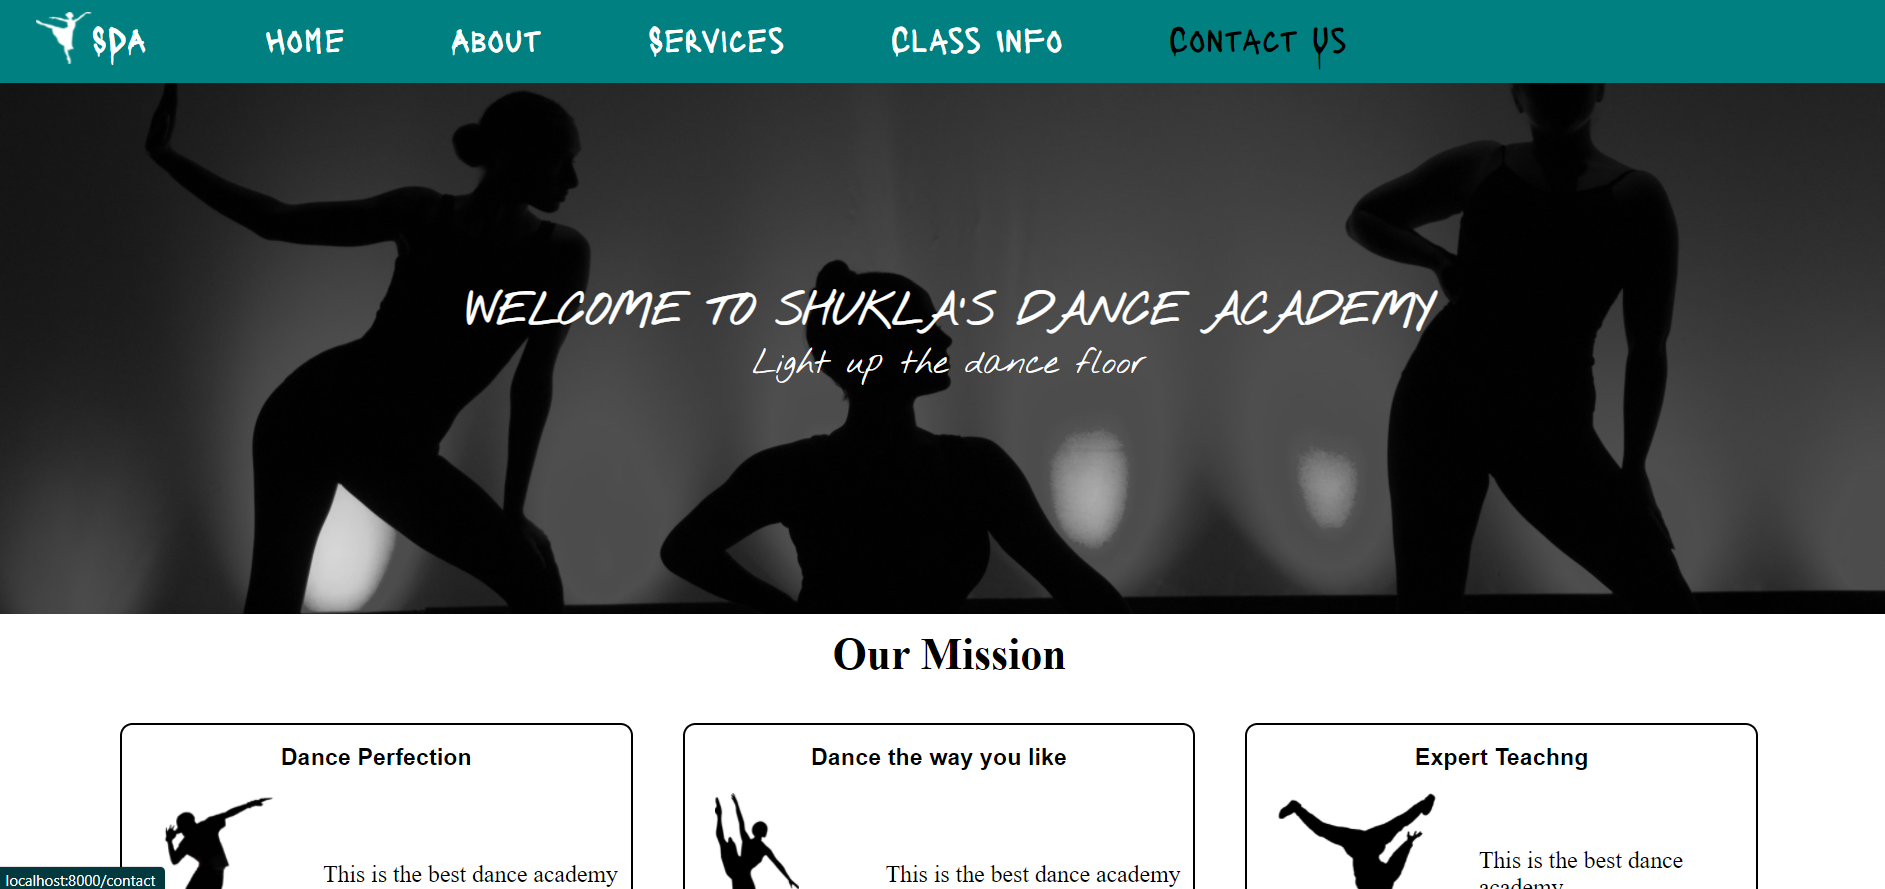 SDA HOME ABOUT SERVICES CLASS INFO CONTACT US
WELCOME TO SHUKLA'S DANCE ACADEMY
Light up the dance floor
Our Mission
Dance Perfection
This is the best dance academy
Dance the way you like
This is the best dance academy
Expert Teachng
This is the best dance
academy
localhost:8000/contact